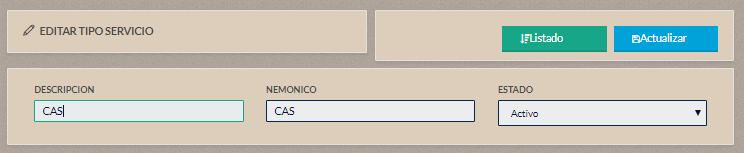 EDITAR TIPO SERVICIO
Listado
Actualizar
DESCRIPCION
NEMONICO
ESTADO
CAS
CAS
Activo